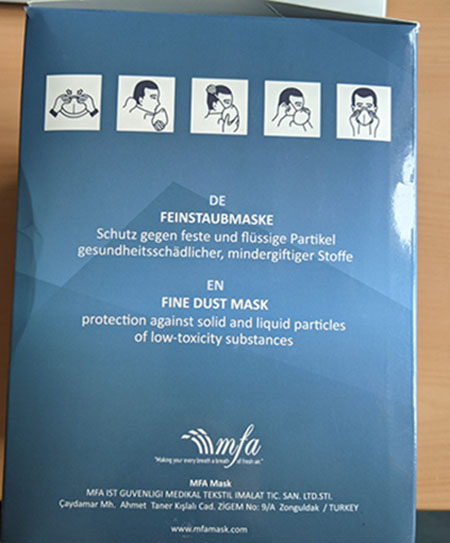 DE
FEINSTAUBMASKE
Schutz gegen feste und flüssige Partikel
gesundheitsschädlicher, mindergiftiger Stoffe
EN
FINE DUST MASK
protection against solid and liquid particles
of low-toxicity substances
mfa
"Making your every breath a breath of fresh air."
MFA Mask
MFA IST GUVENLIGI MEDIKAL TEKSTIL IMALAT TIC. SAN. LTD.STI.
Çaydamar Mh. Ahmet Taner Kışlalı Cad. ZİGEM No: 9/A Zonguldak / TURKEY
www.mfamask.com